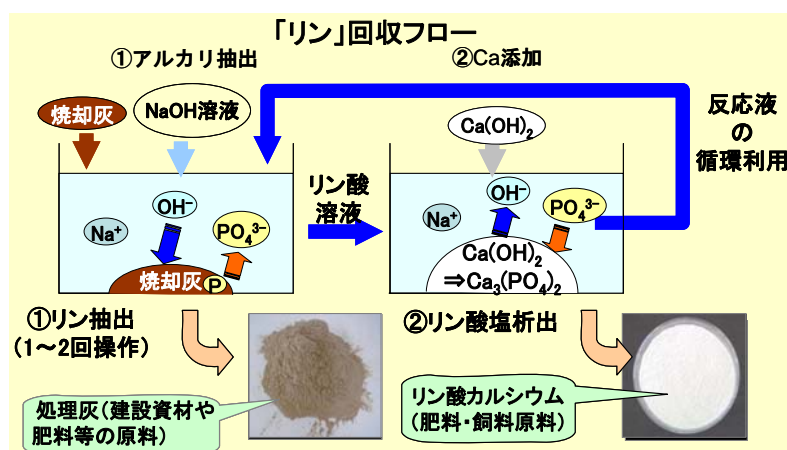 「リン」回収フロー
①アルカリ抽出
②Ca添加
焼却灰
NaOH溶液
Ca(OH)₂
反応液
の
循環利用
リン酸
溶液
OH⁻
Na⁺
PO₄³⁻
焼却灰 P
OH⁻
Na⁺
PO₄³⁻
Ca(OH)₂
⇒Ca₃(PO₄)₂
①リン抽出
(1～2回操作)
②リン酸塩析出
処理灰(建設資材や
肥料等の原料)
リン酸カルシウム
(肥料・飼料原料)